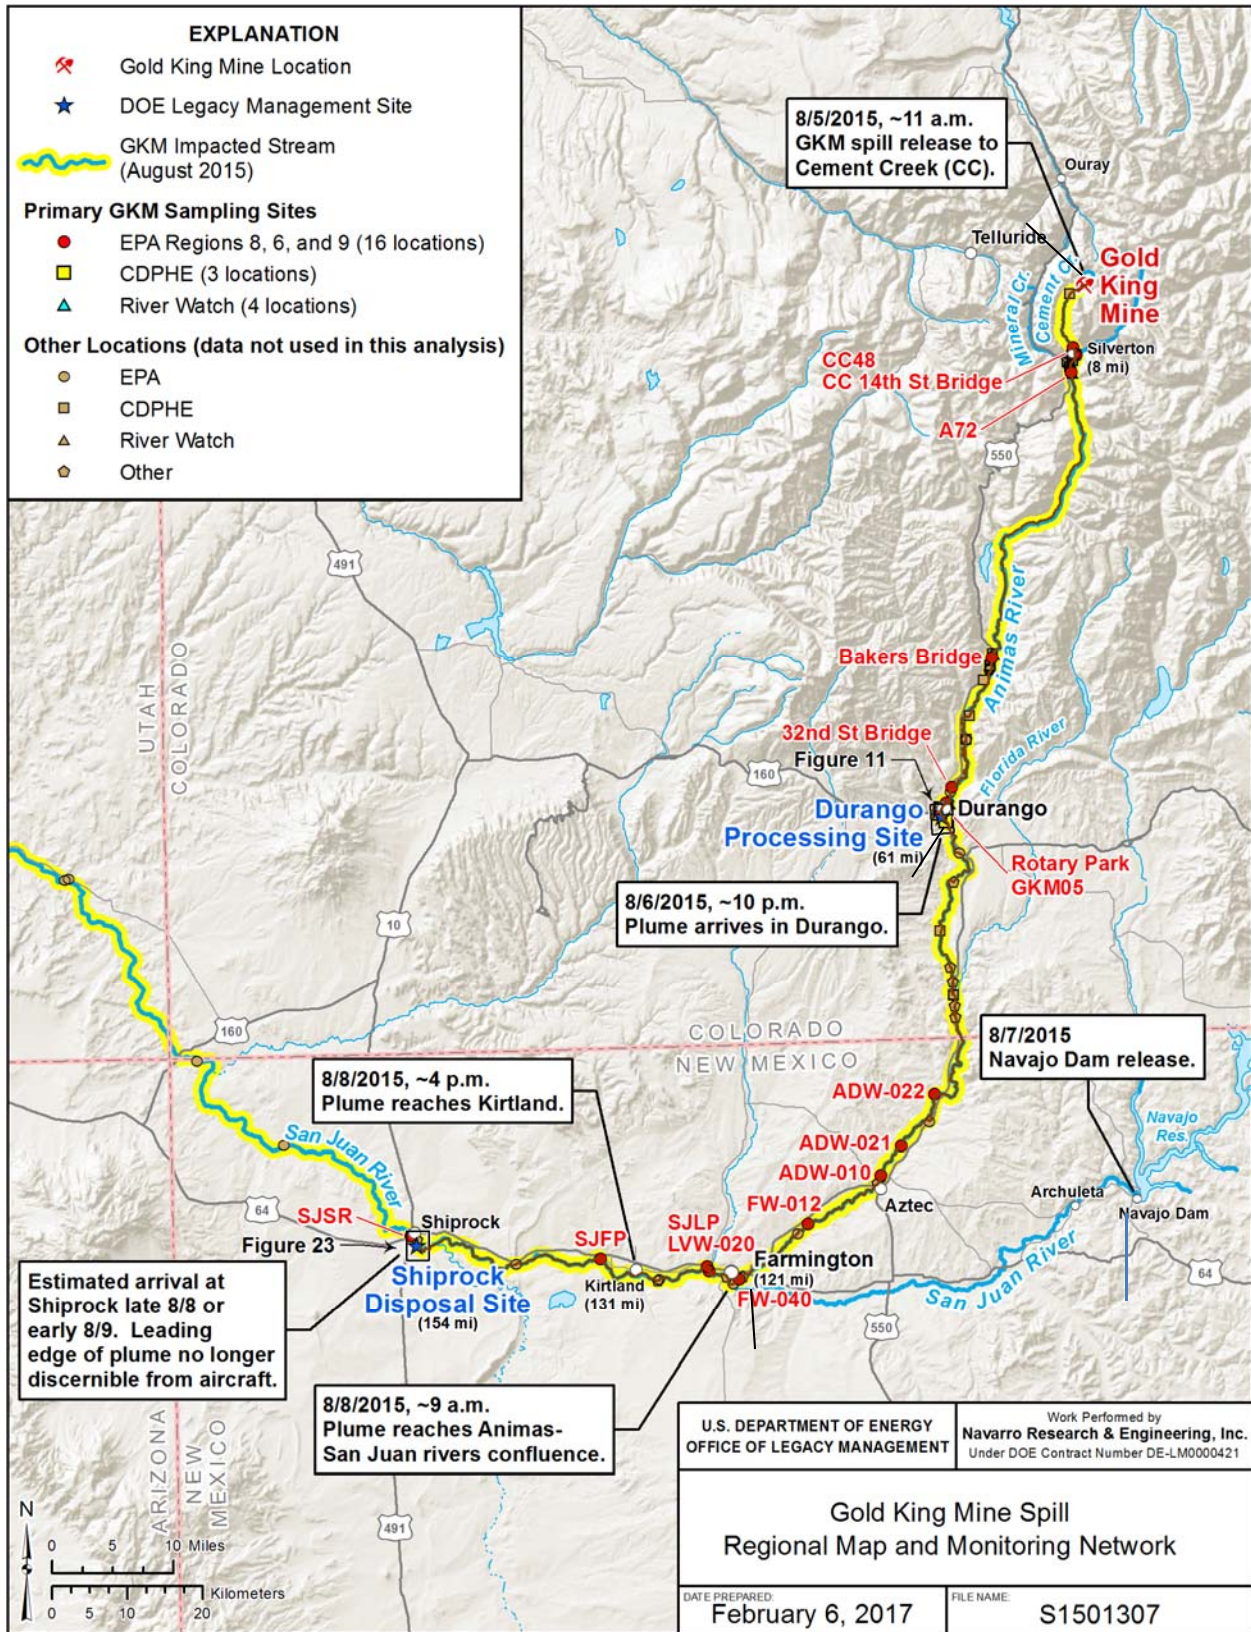 EXPLANATION
Gold King Mine Location
DOE Legacy Management Site
GKM Impacted Stream
(August 2015)
Primary GKM Sampling Sites
EPA Regions 8, 6, and 9 (16 locations)
CDPHE (3 locations)
River Watch (4 locations)
Other Locations (data not used in this analysis)
EPA
CDPHE
River Watch
Other
8/5/2015, ~11 a.m.
GKM spill release to
Cement Creek (CC).
Ouray
Telluride
Gold
King
Mine
Mineral Cr.
Cement Cr.
Silverton
(8 mi)
CC48
CC 14th St Bridge
A72
550
491
Animas River
Bakers Bridge
UTAH
COLORADO
32nd St Bridge
Figure 11
160
Florida River
Durango
Durango
Processing Site
(61 mi)
Rotary Park
GKM05
8/6/2015, ~10 p.m.
Plume arrives in Durango.
10
160
COLORADO
NEW MEXICO
8/7/2015
Navajo Dam release.
8/8/2015, ~4 p.m.
Plume reaches Kirtland.
ADW-022
Navajo
Res.
San Juan River
ADW-021
ADW-010
Aztec
Archuleta
Navajo Dam
64
SJSR
Shiprock
FW-012
Figure 23
SJFP
SJLP
LVW-020
Farmington
(121 mi)
San Juan River
64
Shiprock
Disposal Site
(154 mi)
Kirtland
(131 mi)
FW-040
550
Estimated arrival at
Shiprock late 8/8 or
early 8/9. Leading
edge of plume no longer
discernible from aircraft.
8/8/2015, ~9 a.m.
Plume reaches Animas-
San Juan rivers confluence.
ARIZONA
NEW
MEXICO
491
N
0 5 10 Miles
0 5 10 20 Kilometers
U.S. DEPARTMENT OF ENERGY
OFFICE OF LEGACY MANAGEMENT
Work Performed by
Navarro Research & Engineering, Inc.
Under DOE Contract Number DE-LM0000421
Gold King Mine Spill
Regional Map and Monitoring Network
DATE PREPARED:
February 6, 2017
FILE NAME:
S1501307